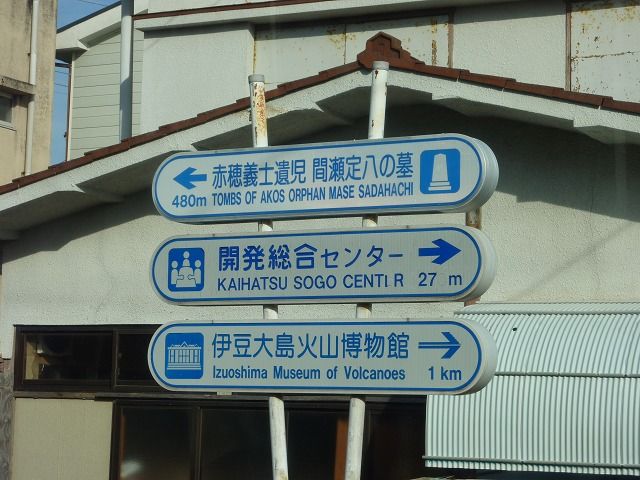 赤穂義士遺児 間瀬定八の墓
480m TOMBS OF AKOS ORPHAN MASE SADAHACHI
開発総合センター
KAIHATSU SOGO CENTER 27 m
伊豆大島火山博物館
Izuoshima Museum of Volcanoes 1 km